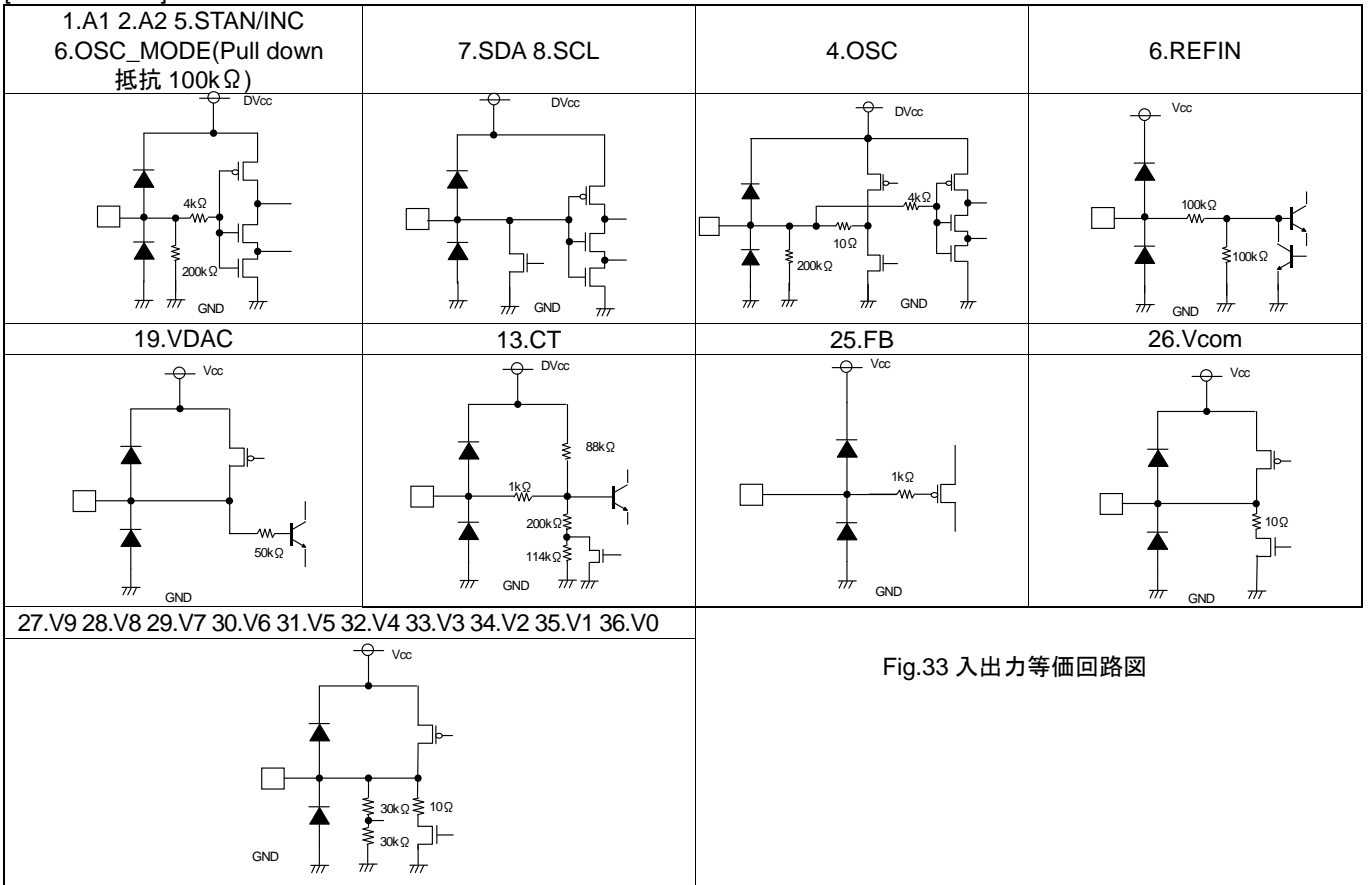 1.A1 2.A2 5.STAN/INC
6.OSC_MODE(Pull down
抵抗 100kΩ)
7.SDA 8.SCL
4.OSC
6.REFIN
DVcc
4kΩ
200kΩ
GND
DVcc
GND
DVcc
4kΩ
10Ω
200kΩ
GND
Vcc
100kΩ
100kΩ
GND
19.VDAC
13.CT
25.FB
26.Vcom
Vcc
50kΩ
GND
DVcc
88kΩ
1kΩ
200kΩ
114kΩ
GND
Vcc
1kΩ
GND
Vcc
10Ω
GND
27.V9 28.V8 29.V7 30.V6 31.V5 32.V4 33.V3 34.V2 35.V1 36.V0
Vcc
30kΩ
10Ω
30kΩ
GND
Fig.33 入出力等価回路図